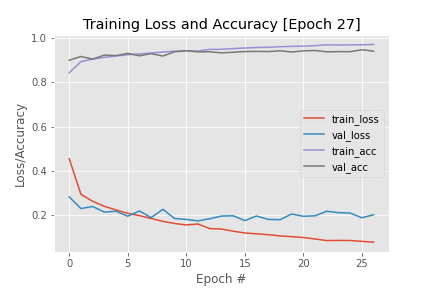 Training Loss and Accuracy [Epoch 27]
Loss/Accuracy
1.0
0.8
0.6
0.4
0.2
train_loss
val_loss
train_acc
val_acc
0
5
10
15
20
25
Epoch #